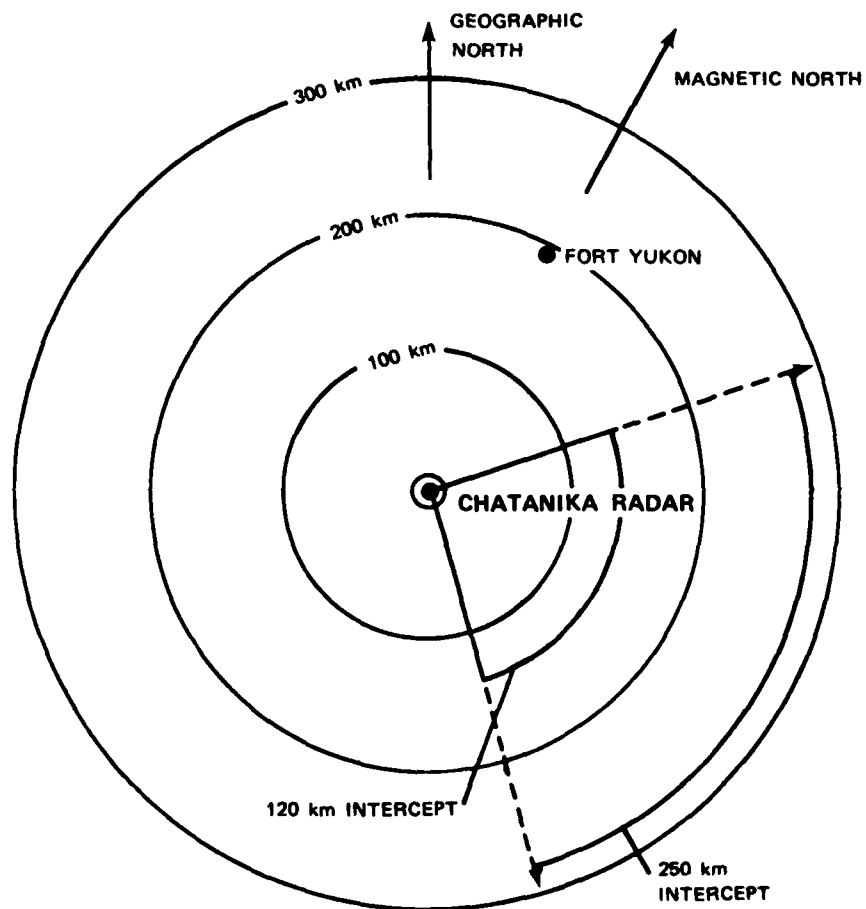 GEOGRAPHIC
NORTH
MAGNETIC NORTH
300 km
200 km
FORT YUKON
100 km
CHATANIKA RADAR
120 km INTERCEPT
250 km
INTERCEPT